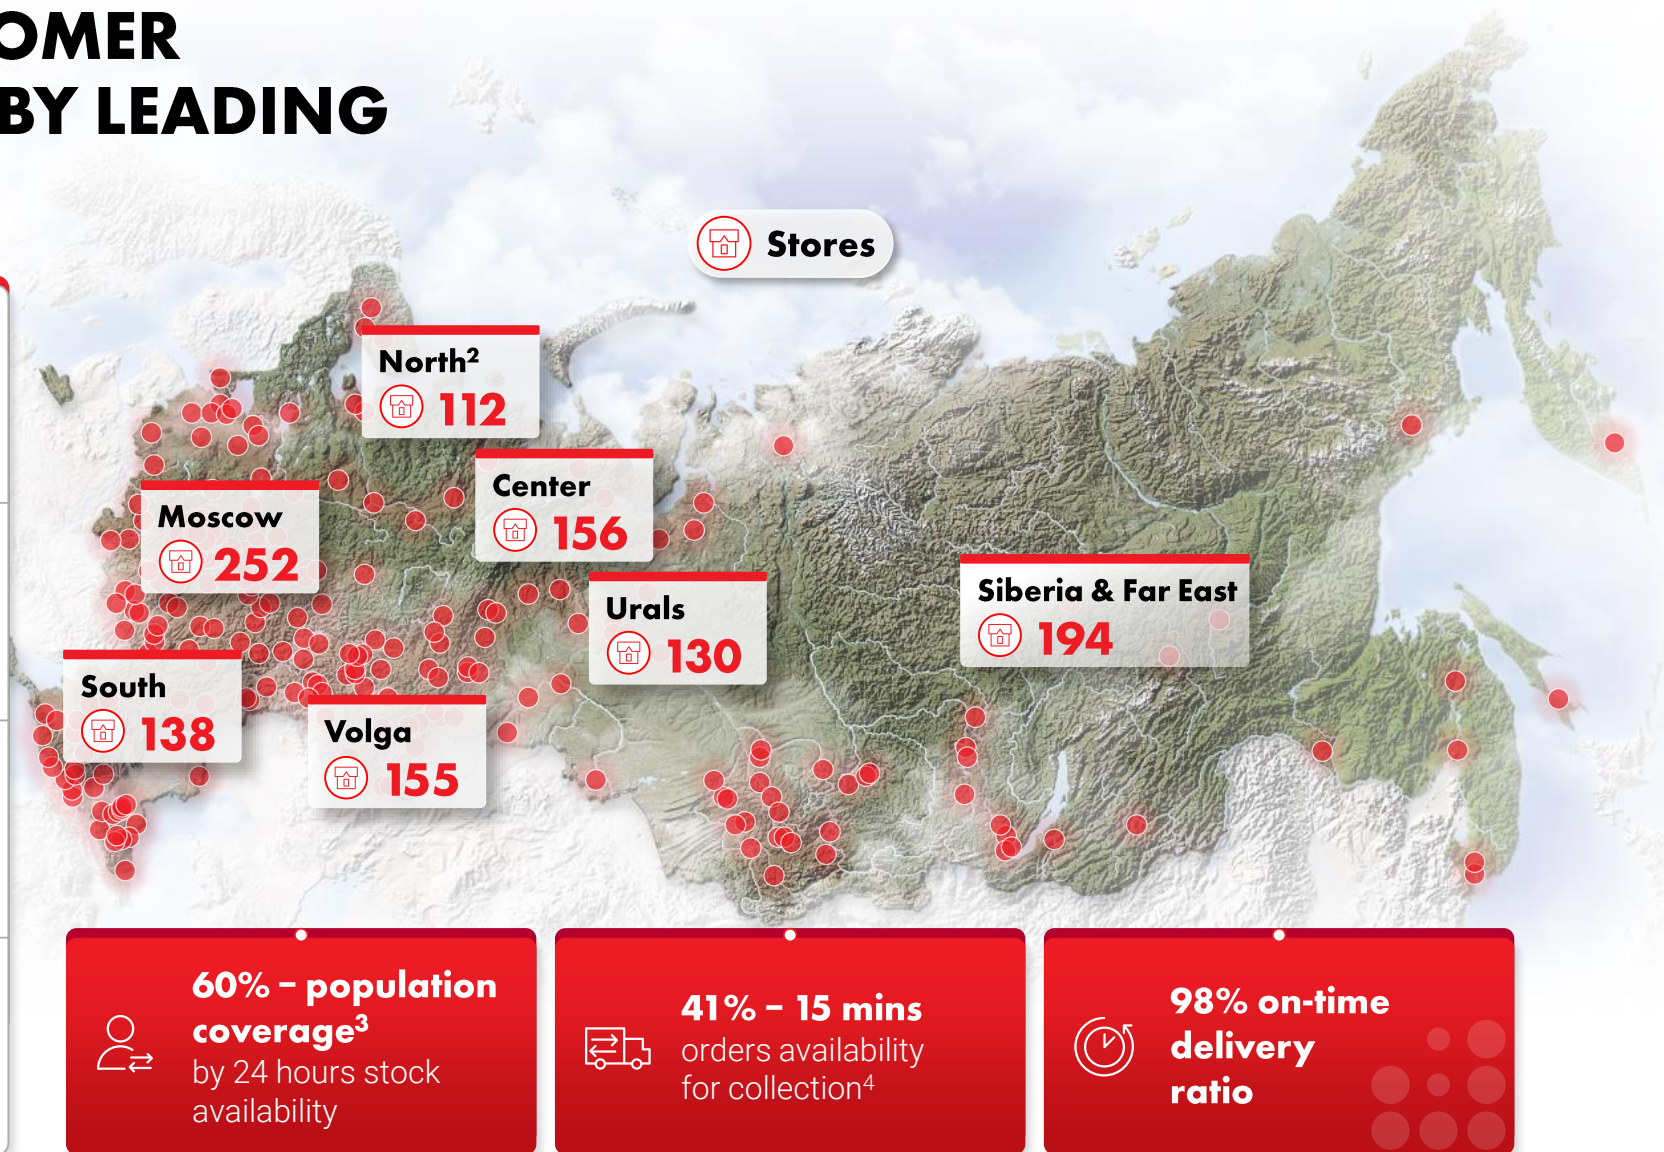 OMER
BY LEADING
Stores
North²
112
Center
156
Moscow
252
Urals
130
Siberia & Far East
194
South
138
Volga
155
60% – population
coverage³
by 24 hours stock
availability
41% – 15 mins
orders availability
for collection⁴
98% on-time
delivery
ratio